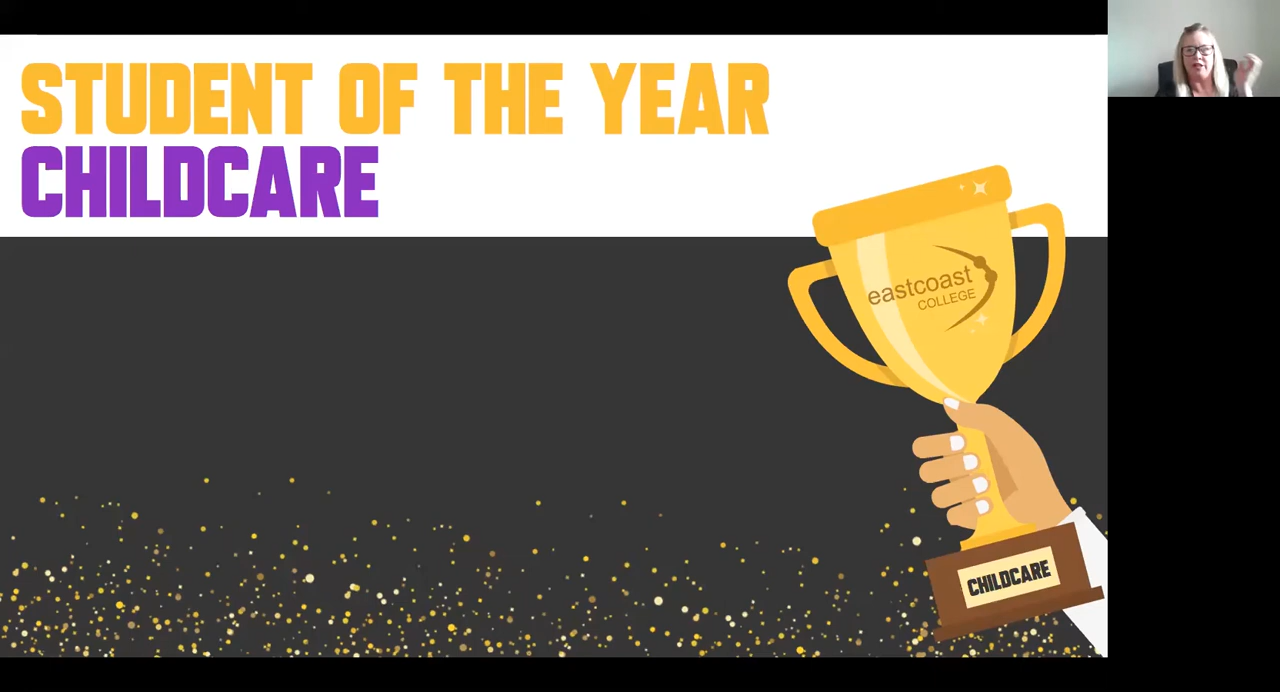 STUDENT OF THE YEAR
CHILDCARE
eastcoast
COLLEGE
CHILDCARE